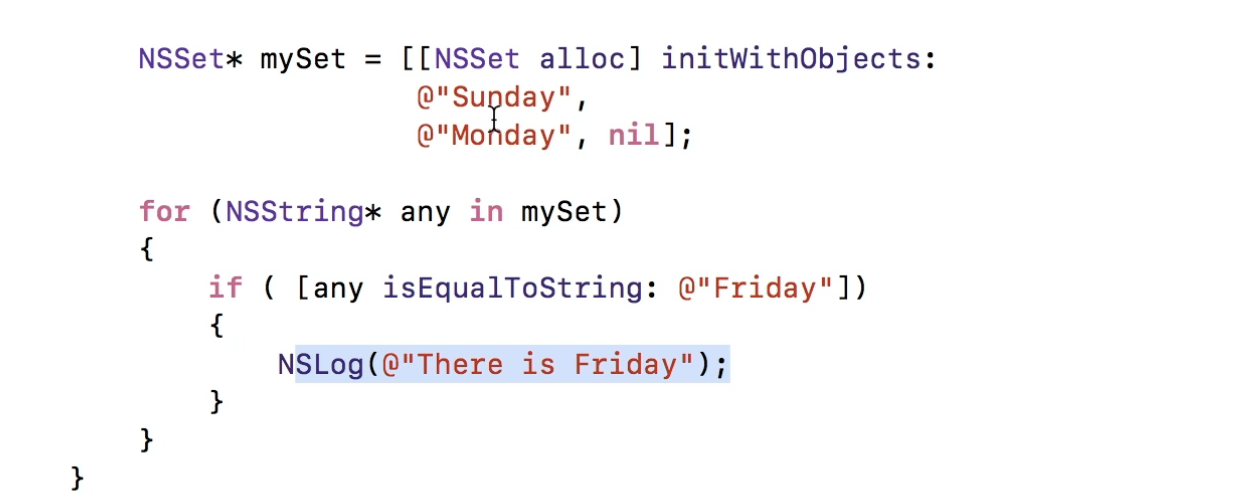 NSSet* mySet = [[NSSet alloc] initWithObjects:
@"Sunday",
@"Monday", nil];
for (NSString* any in mySet)
{
if ( [any isEqualToString: @"Friday"])
{
NSLog(@"There is Friday");
}
}
}